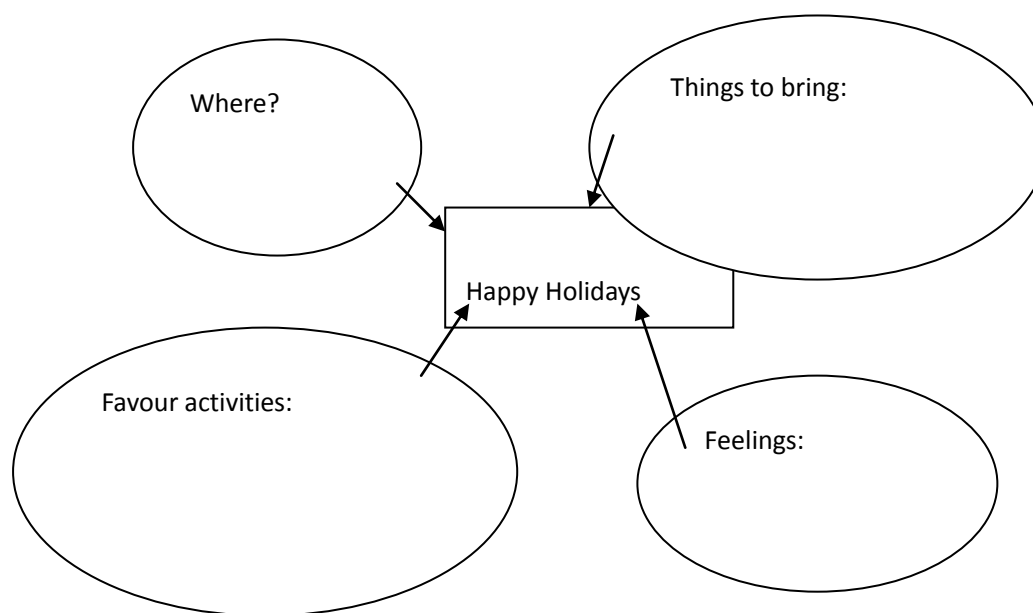 Where?
Things to bring:
Happy Holidays
Favour activities:
Feelings: